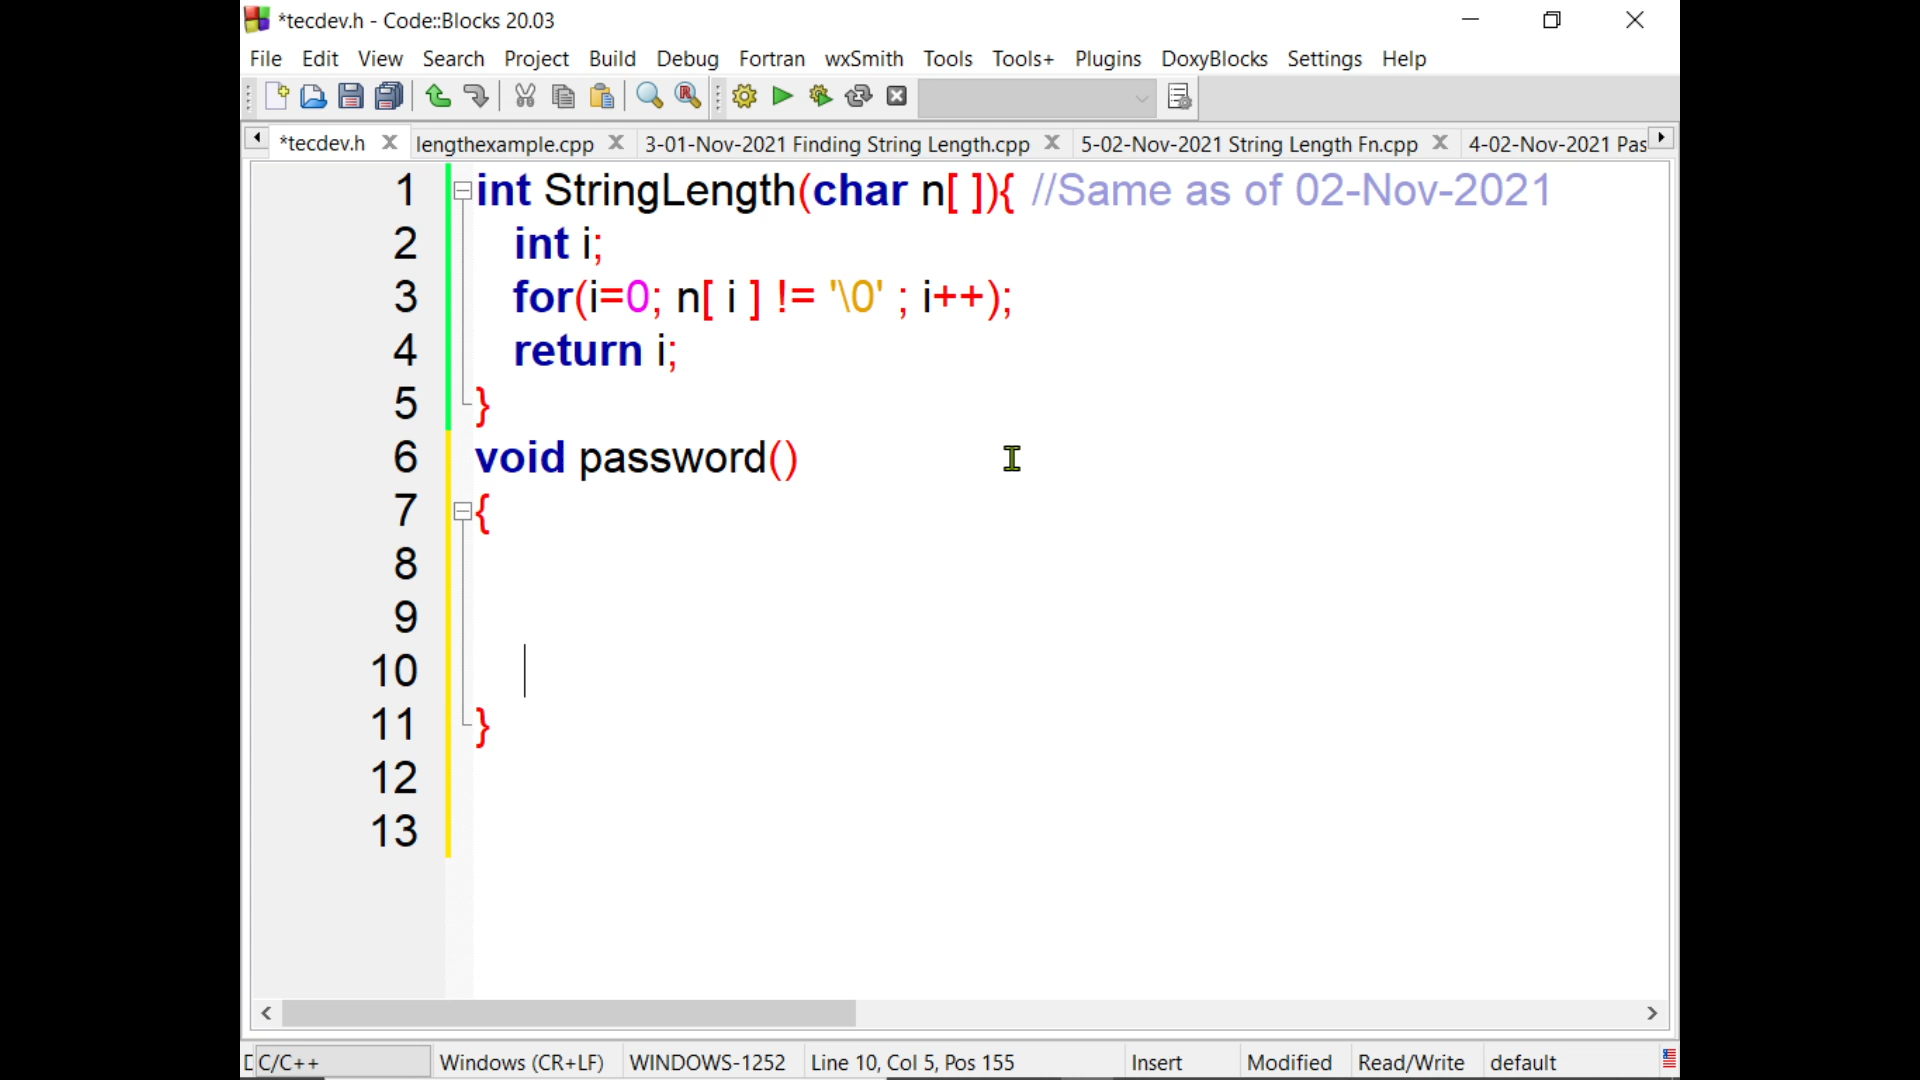 *tecdev.h - Code::Blocks 20.03
File Edit View Search Project Build Debug Fortran wxSmith Tools Tools+ Plugins DoxyBlocks Settings Help
*tecdev.h lengthexample.cpp 3-01-Nov-2021 Finding String Length.cpp 5-02-Nov-2021 String Length Fn.cpp 4-02-Nov-2021 Pas
1 int StringLength(char n[ ]){ //Same as of 02-Nov-2021
2 int i;
3 for(i=0; n[ i ] != '\0' ; i++);
4 return i;
5 }
6 void password()
7 {
8
9
10
11 }
12
13
C/C++ Windows (CR+LF) WINDOWS-1252 Line 10, Col 5, Pos 155 Insert Modified Read/Write default